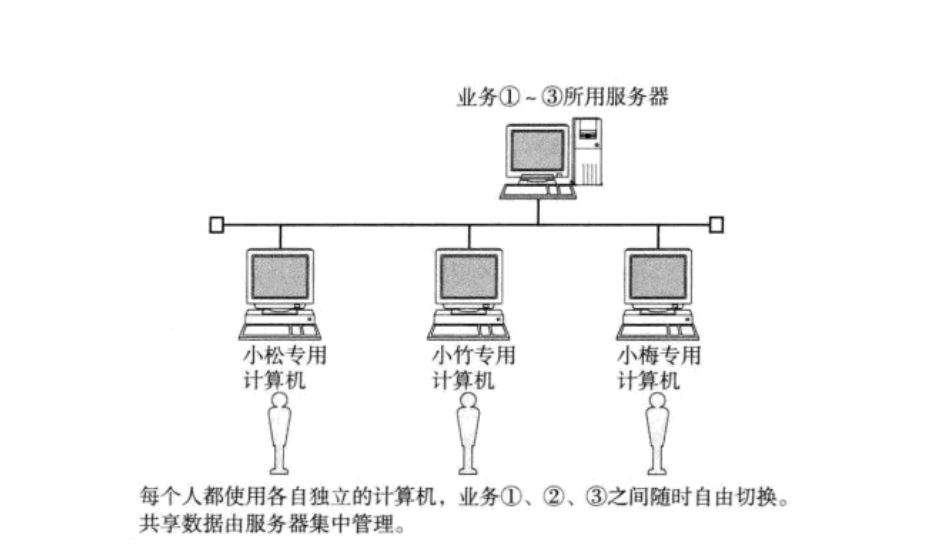 业务①~③所用服务器
小松专用
计算机
小竹专用
计算机
小梅专用
计算机
每个人都使用各自独立的计算机，业务①、②、③之间随时自由切换。
共享数据由服务器集中管理。